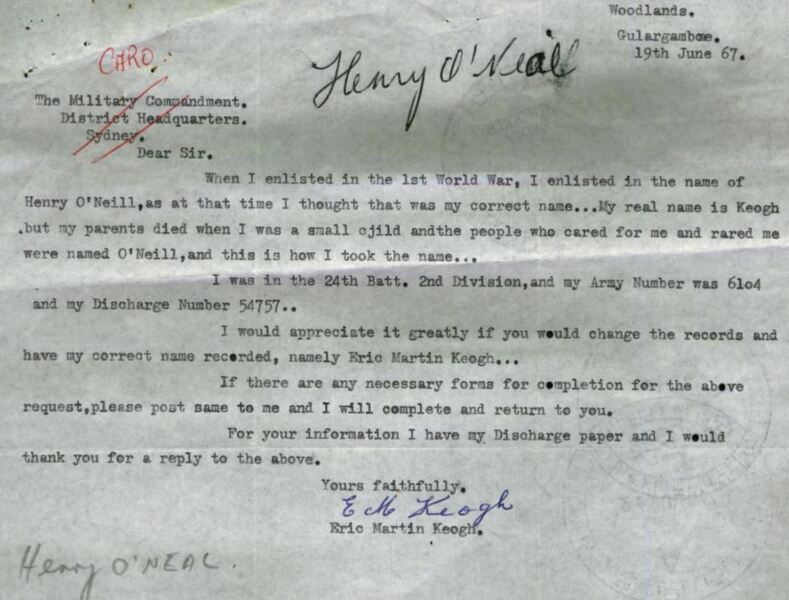 Woodlands.
Gulargambone.
19th June 67.
CARO.
Henry O'Neal
The Military Commandment.
District Headquarters.
Sydney.
Dear Sir.
When I enlisted in the 1st World War, I enlisted in the name of
Henry O'Neill,as at that time I thought that was my correct name...My real name is Keogh
.but my parents died when I was a small cjild andthe people who cared for me and rared me
were named O'Neill,and this is how I took the name...
I was in the 24th Batt. 2nd Division,and my Army Number was 6lo4
and my Discharge Number 54757..
I would appreciate it greatly if you would change the records and
have my correct name recorded, namely Eric Martin Keogh...
If there are any necessary forms for completion for the above
request,please post same to me and I will complete and return to you.
For your information I have my Discharge paper and I would
thank you for a reply to the above.
Yours faithfully.
E M Keogh
Eric Martin Keogh.
Henry O'NEAL.